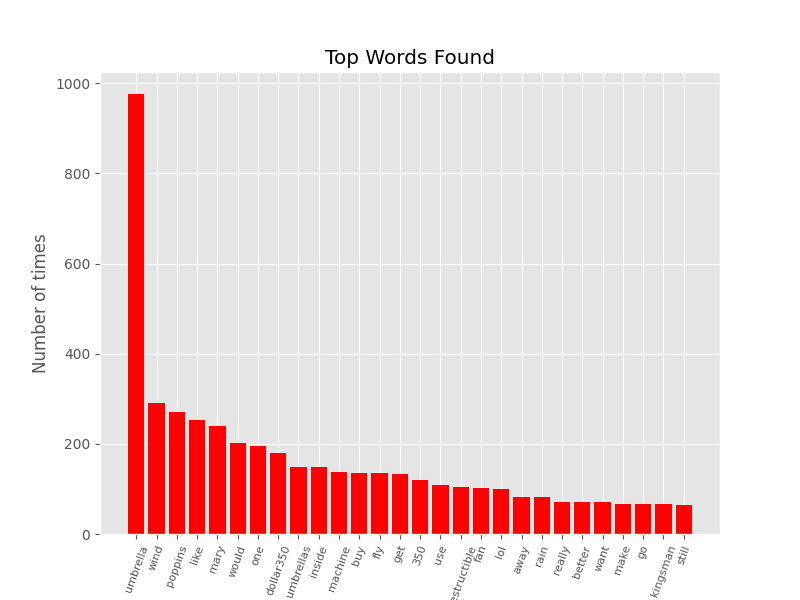 Top Words Found
Number of times
1000
800
600
400
200
0
umbrella
wind
poppins
like
mary
would
one
dollar350
umbrellas
inside
machine
buy
fly
get
350
use
estructible
fan
lol
away
rain
really
better
want
make
go
kingsman
still